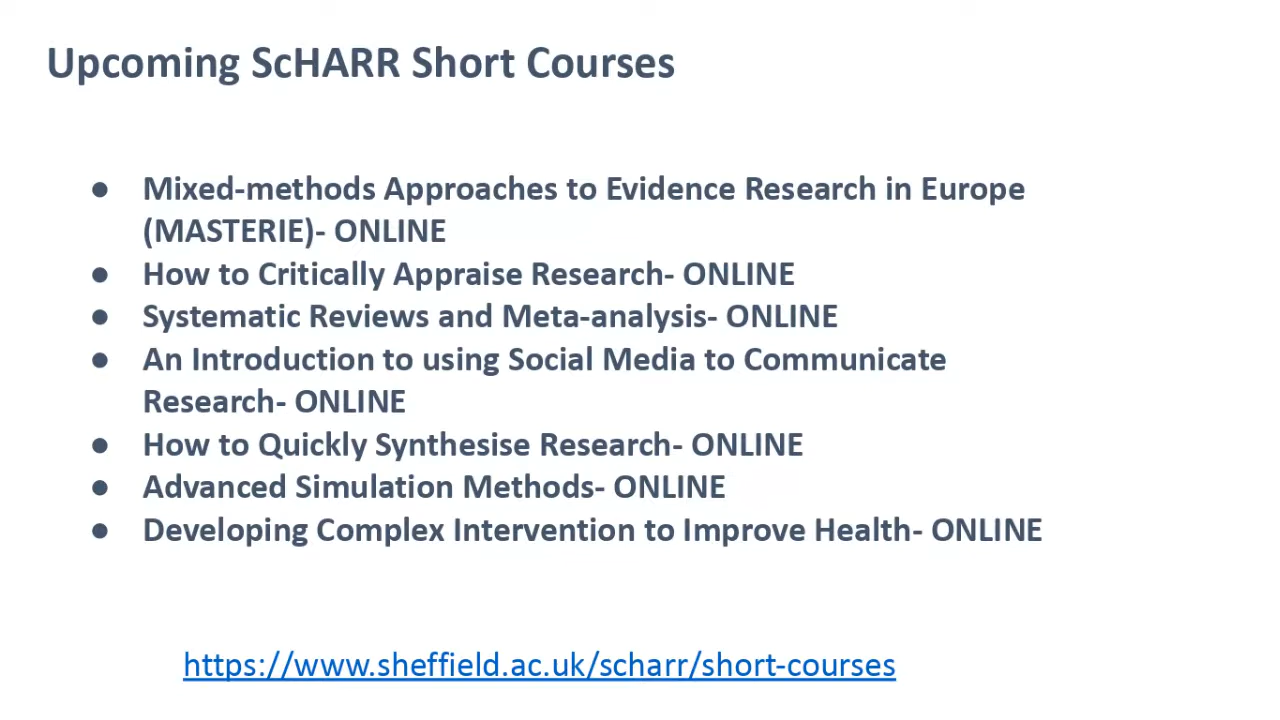 Upcoming ScHARR Short Courses
● Mixed-methods Approaches to Evidence Research in Europe
(MASTERIE)- ONLINE
● How to Critically Appraise Research- ONLINE
● Systematic Reviews and Meta-analysis- ONLINE
● An Introduction to using Social Media to Communicate
Research- ONLINE
● How to Quickly Synthesise Research- ONLINE
● Advanced Simulation Methods- ONLINE
● Developing Complex Intervention to Improve Health- ONLINE
https://www.sheffield.ac.uk/scharr/short-courses